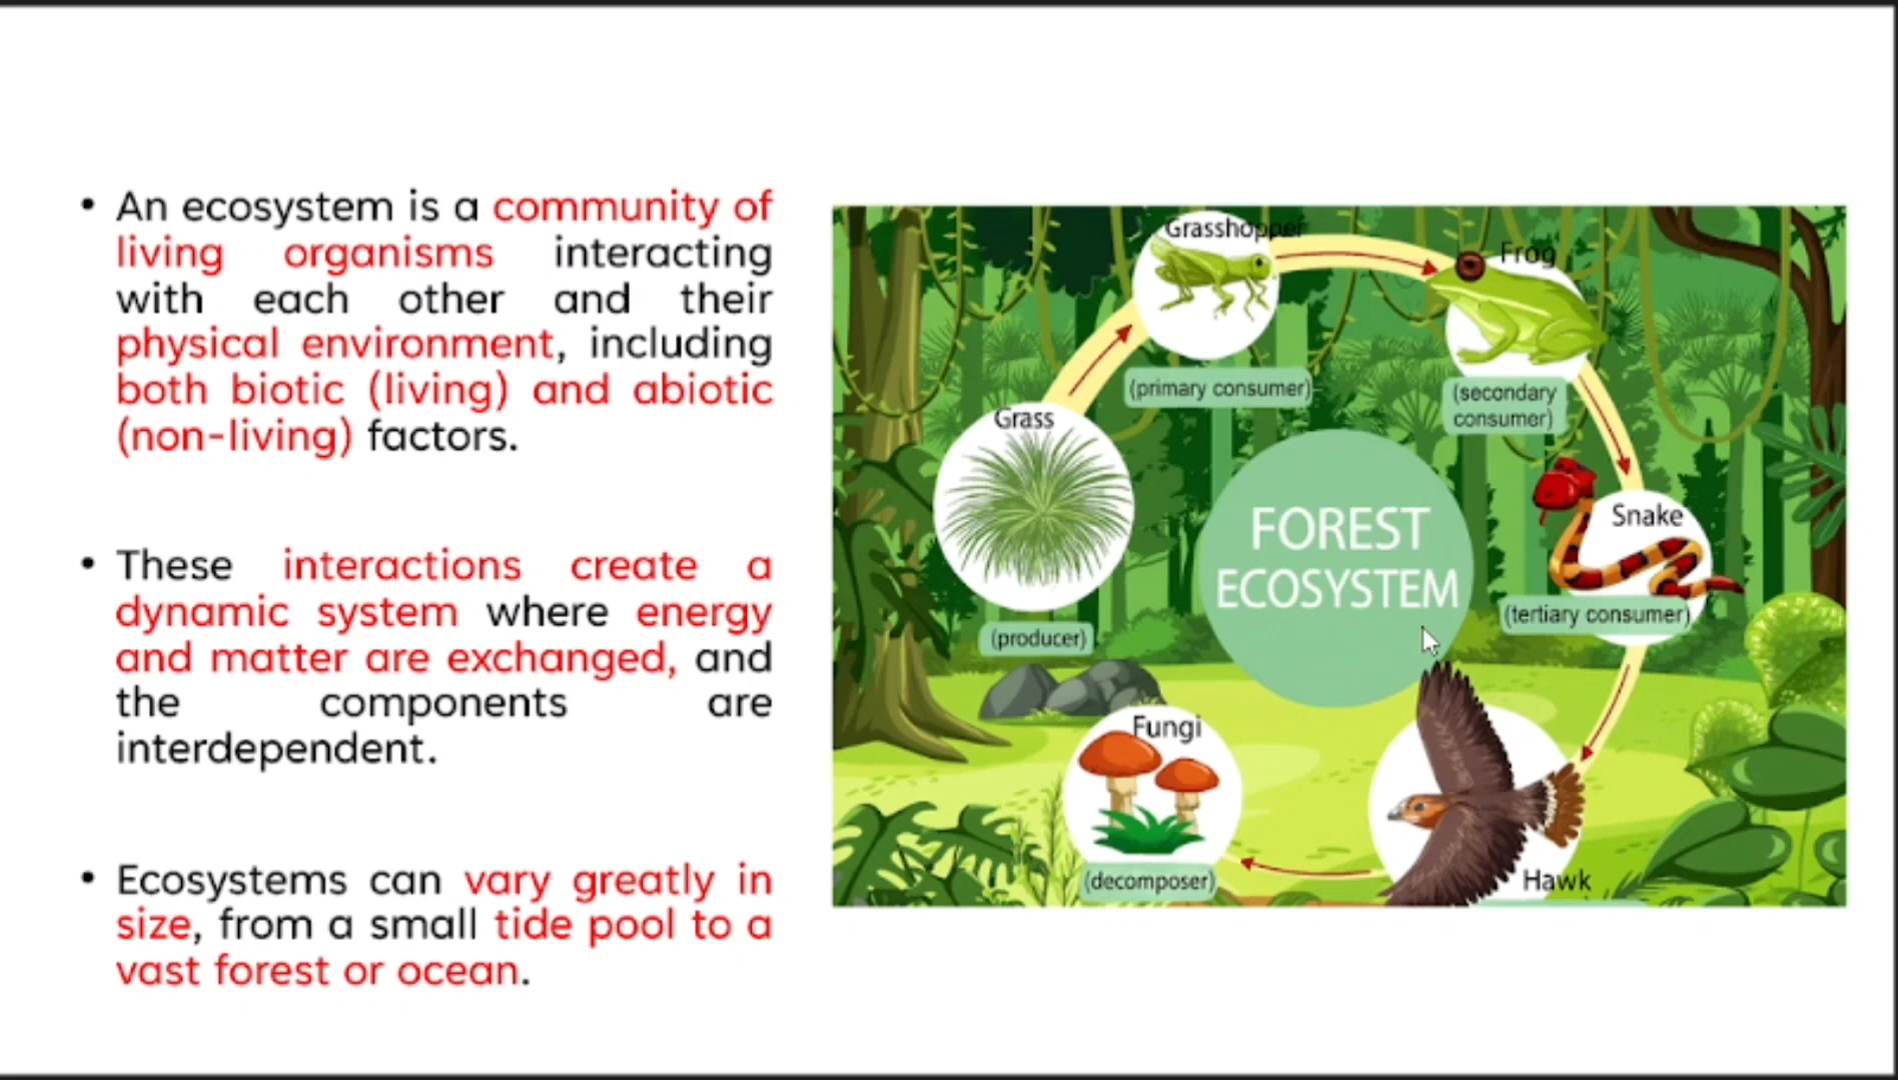 • An ecosystem is a community of
living organisms interacting
with each other and their
physical environment, including
both biotic (living) and abiotic
(non-living) factors.
• These interactions create a
dynamic system where energy
and matter are exchanged, and
the components are
interdependent.
• Ecosystems can vary greatly in
size, from a small tide pool to a
vast forest or ocean.
Grasshopper
(primary consumer)
Frog
(secondary
consumer)
Grass
(producer)
FOREST
ECOSYSTEM
Snake
(tertiary consumer)
Fungi
(decomposer)
Hawk